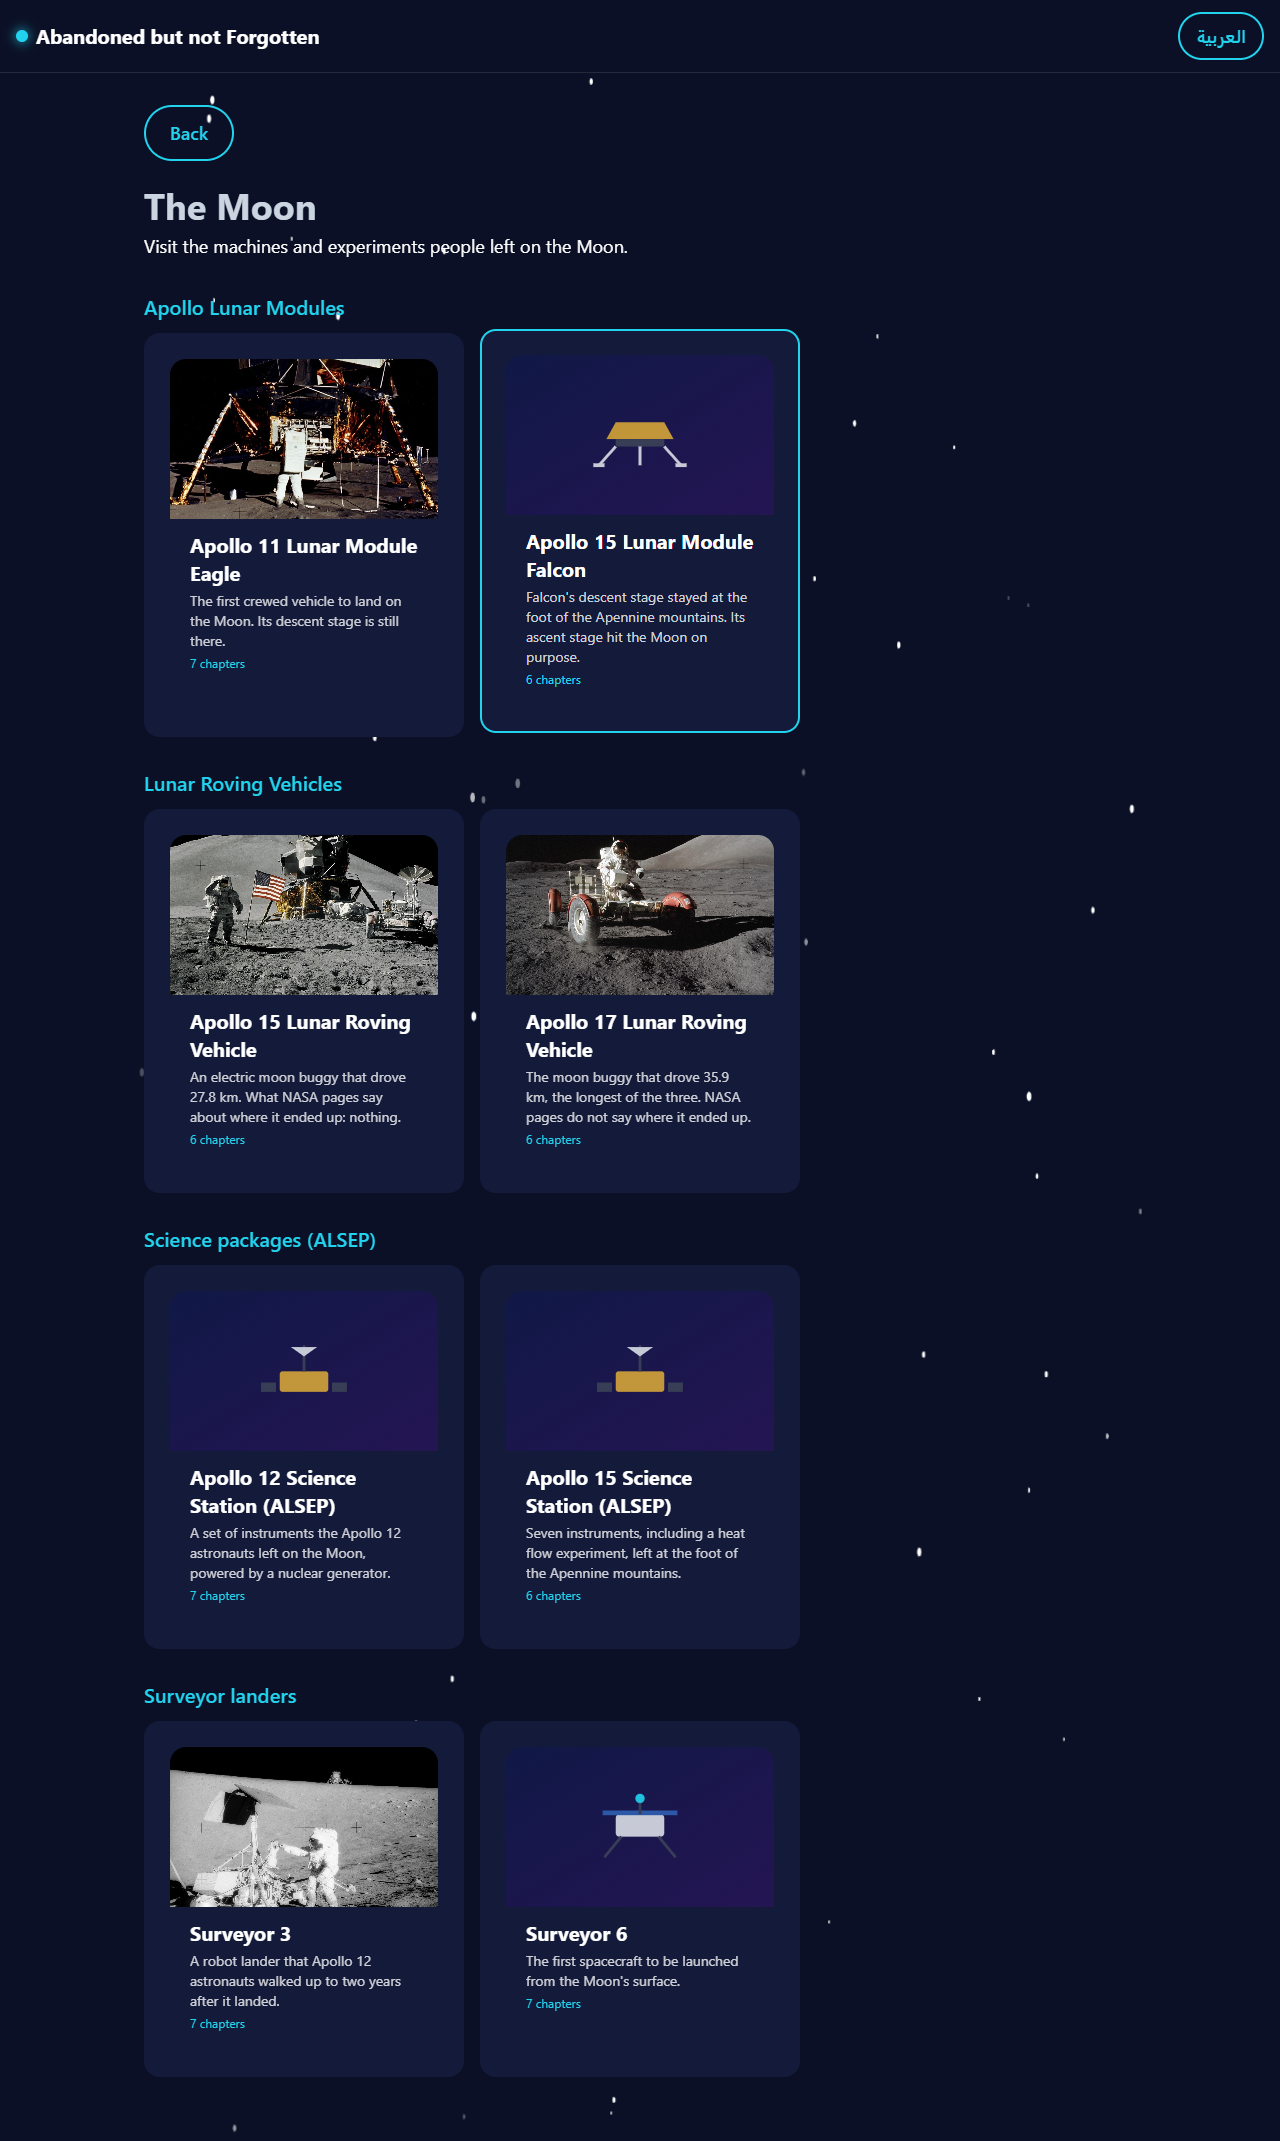 Abandoned but not Forgotten
العربية
Back
The Moon
Visit the machines and experiments people left on the Moon.
Apollo Lunar Modules
Apollo 11 Lunar Module
Eagle
The first crewed vehicle to land on
the Moon. Its descent stage is still
there.
7 chapters
Apollo 15 Lunar Module
Falcon
Falcon's descent stage stayed at the
foot of the Apennine mountains. Its
ascent stage hit the Moon on
purpose.
6 chapters
Lunar Roving Vehicles
Apollo 15 Lunar Roving
Vehicle
An electric moon buggy that drove
27.8 km. What NASA pages say
about where it ended up: nothing.
6 chapters
Apollo 17 Lunar Roving
Vehicle
The moon buggy that drove 35.9
km, the longest of the three. NASA
pages do not say where it ended up.
6 chapters
Science packages (ALSEP)
Apollo 12 Science
Station (ALSEP)
A set of instruments the Apollo 12
astronauts left on the Moon,
powered by a nuclear generator.
7 chapters
Apollo 15 Science
Station (ALSEP)
Seven instruments, including a heat
flow experiment, left at the foot of
the Apennine mountains.
6 chapters
Surveyor landers
Surveyor 3
A robot lander that Apollo 12
astronauts walked up to two years
after it landed.
7 chapters
Surveyor 6
The first spacecraft to be launched
from the Moon's surface.
7 chapters